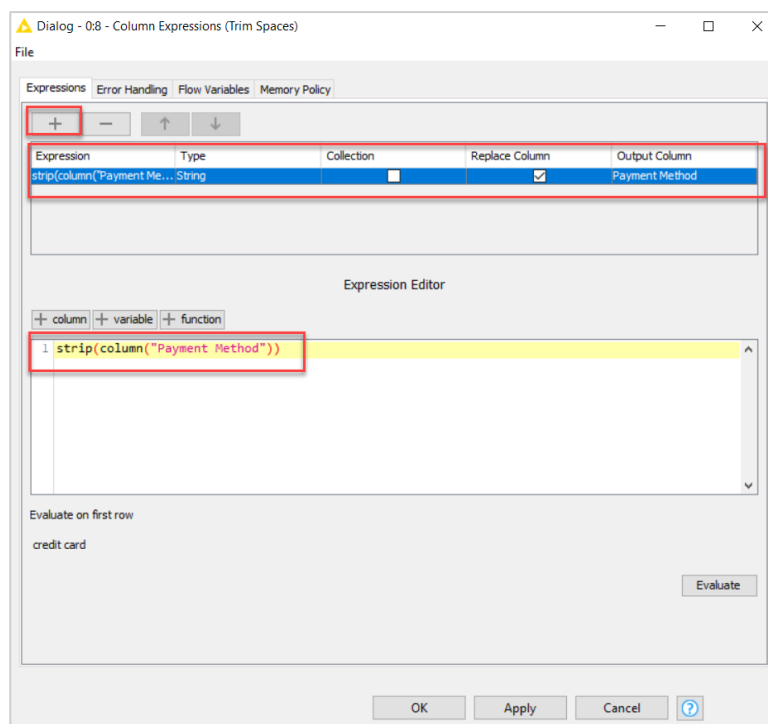 Dialog - 0:8 - Column Expressions (Trim Spaces)
File
Expressions Error Handling Flow Variables Memory Policy
Expression Type Collection Replace Column Output Column
strip(column("Payment Me... String Payment Method
Expression Editor
column variable function
1 strip(column("Payment Method"))
Evaluate on first row
credit card
Evaluate
OK Apply Cancel ?